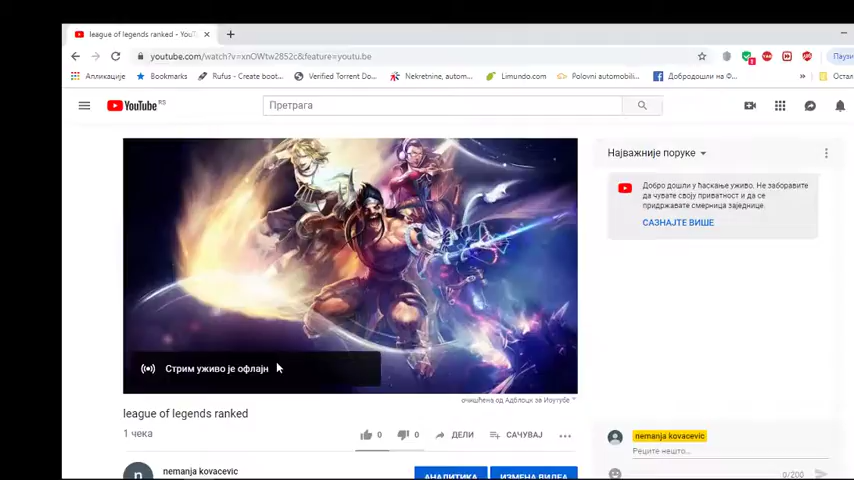 league of legends ranked - YouT
youtube.com/watch?v=xnOWtw2852c&feature=youtu.be
Паузи
Апликације
Bookmarks
Rufus - Create boot...
Verified Torrent Do...
Nekretnine, autom...
Limundo.com
Polovni automobili...
Добродошли на Ф...
»
Остал
YouTube RS
Претрага
Најважније поруке
Добро дошли у ћаскање уживо. Не заборавите
да чувате своју приватност и да се
придржавате смерница заједнице.
САЗНАЈТЕ ВИШЕ
Стрим уживо је офлајн
очишћена од Адблоцк за Йоутубе ™
league of legends ranked
1 чека
0
0
ДЕЛИ
САЧУВАЈ
n
nemanja kovacevic
АНАЛИТИКА
ИЗМЕНА ВИДЕА
nemanja kovacevic
Реците нешто...
0/200